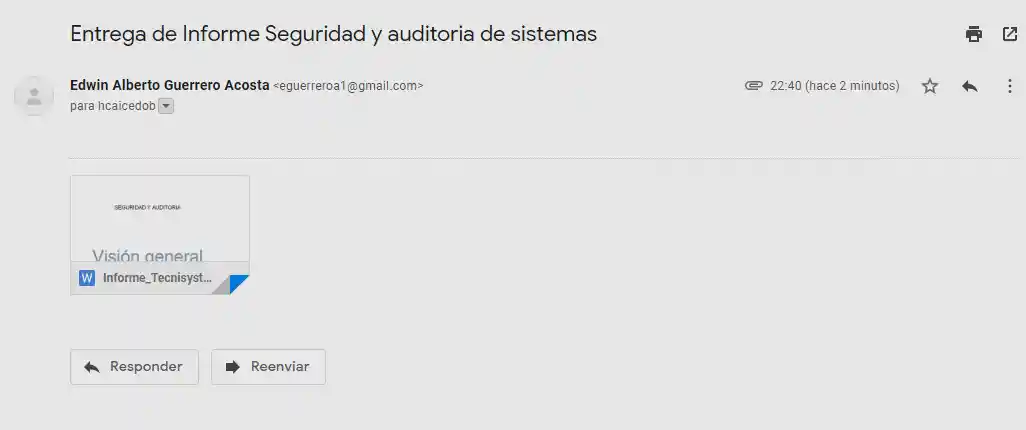 Entrega de Informe Seguridad y auditoria de sistemas
Edwin Alberto Guerrero Acosta <eguerreroa1@gmail.com>
22:40 (hace 2 minutos)
para hcaicedob
SEGURIDAD Y AUDITORIA
Visión general
W Informe_Tecnisyst...
Responder
Reenviar